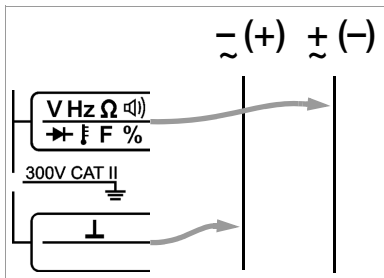 − (+) + (−)
~ ~
V Hz Ω
F %
300V CAT II